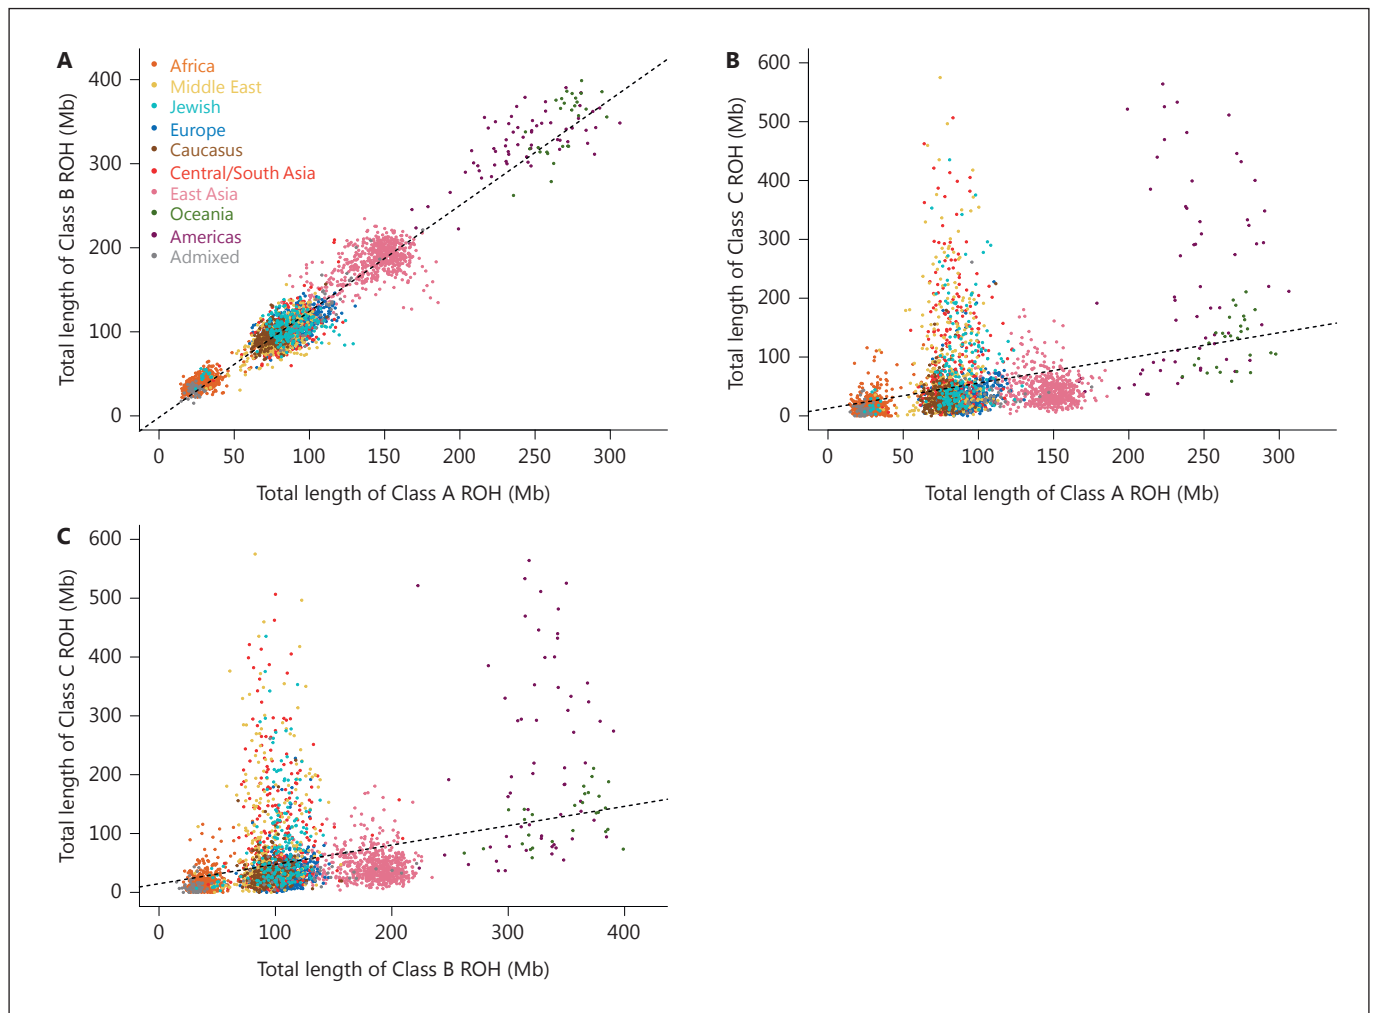 A
Africa
Middle East
Jewish
Europe
Caucasus
Central/South Asia
East Asia
Oceania
Americas
Admixed
400
300
200
100
0
Total length of Class B ROH (Mb)
0 50 100 150 200 250 300
Total length of Class A ROH (Mb)
B
600
500
400
300
200
100
0
Total length of Class C ROH (Mb)
0 50 100 150 200 250 300
Total length of Class A ROH (Mb)
C
600
500
400
300
200
100
0
Total length of Class C ROH (Mb)
0 100 200 300 400
Total length of Class B ROH (Mb)